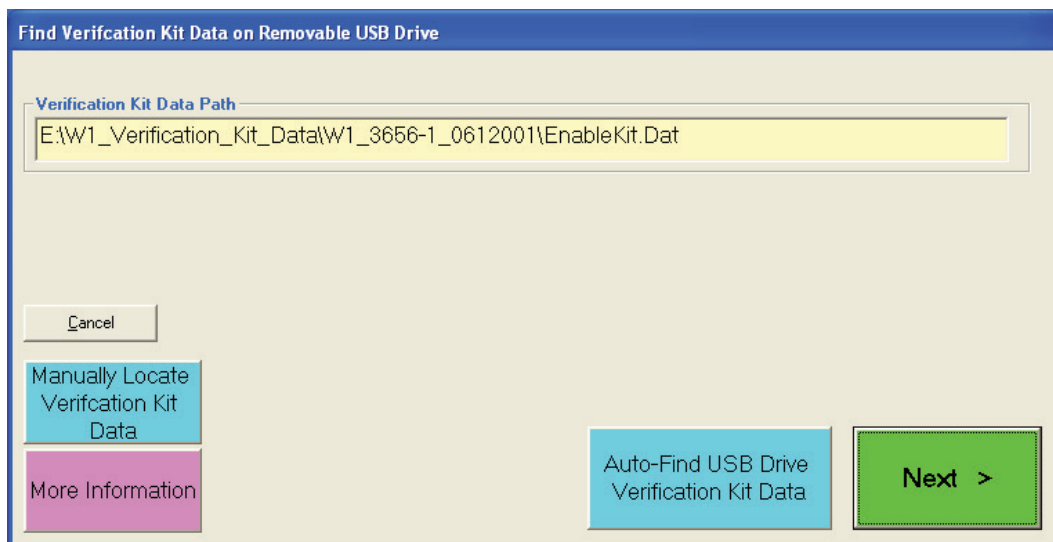 Find Verifcation Kit Data on Removable USB Drive
Verification Kit Data Path
E:\W1_Verification_Kit_Data\W1_3656-1_0612001\EnableKit.Dat
Cancel
Manually Locate
Verifcation Kit
Data
More Information
Auto-Find USB Drive
Verification Kit Data
Next >